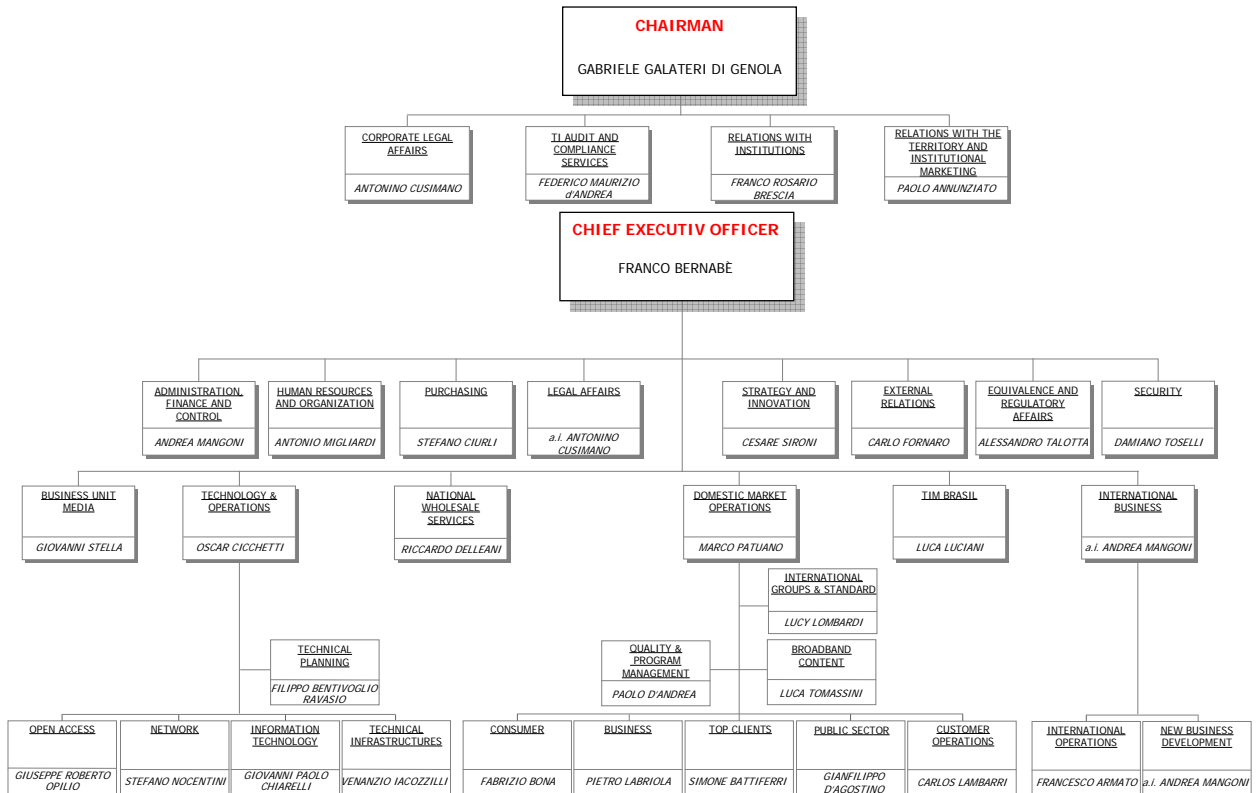 CHAIRMAN
GABRIELE GALATERI DI GENOLA
CORPORATE LEGAL
AFFAIRS
ANTONINO CUSIMANO
TI AUDIT AND
COMPLIANCE
SERVICES
FEDERICO MAURIZIO
d'ANDREA
RELATIONS WITH
INSTITUTIONS
FRANCO ROSARIO
BRESCIA
RELATIONS WITH THE
TERRITORY AND
INSTITUTIONAL
MARKETING
PAOLO ANNUNZIATO
CHIEF EXECUTIV OFFICER
FRANCO BERNABÈ
ADMINISTRATION,
FINANCE AND
CONTROL
ANDREA MANGONI
HUMAN RESOURCES
AND ORGANIZATION
ANTONIO MIGLIARDI
PURCHASING
STEFANO CIURLI
LEGAL AFFAIRS
a.i. ANTONINO
CUSIMANO
STRATEGY AND
INNOVATION
CESARE SIRONI
EXTERNAL
RELATIONS
CARLO FORNARO
EQUIVALENCE AND
REGULATORY
AFFAIRS
ALESSANDRO TALOTTA
SECURITY
DAMIANO TOSELLI
BUSINESS UNIT
MEDIA
GIOVANNI STELLA
TECHNOLOGY &
OPERATIONS
OSCAR CICCHETTI
NATIONAL
WHOLESALE
SERVICES
RICCARDO DELLEANI
DOMESTIC MARKET
OPERATIONS
MARCO PATUANO
TIM BRASIL
LUCA LUCIANI
INTERNATIONAL
BUSINESS
a.i. ANDREA MANGONI
INTERNATIONAL
GROUPS & STANDARD
LUCY LOMBARDI
TECHNICAL
PLANNING
FILIPPO BENTIVOGLIO
RAVASIO
QUALITY &
PROGRAM
MANAGEMENT
PAOLO D'ANDREA
BROADBAND
CONTENT
LUCA TOMASSINI
OPEN ACCESS
GIUSEPPE ROBERTO
OPILIO
NETWORK
STEFANO NOCENTINI
INFORMATION
TECHNOLOGY
GIOVANNI PAOLO
CHIARELLI
TECHNICAL
INFRASTRUCTURES
VENANZIO IACOZZILLI
CONSUMER
FABRIZIO BONA
BUSINESS
PIETRO LABRIOLA
TOP CLIENTS
SIMONE BATTIFERRI
PUBLIC SECTOR
GIANFILIPPO
D'AGOSTINO
CUSTOMER
OPERATIONS
CARLOS LAMBARRI
INTERNATIONAL
OPERATIONS
FRANCESCO ARMATO
NEW BUSINESS
DEVELOPMENT
a.i. ANDREA MANGONI